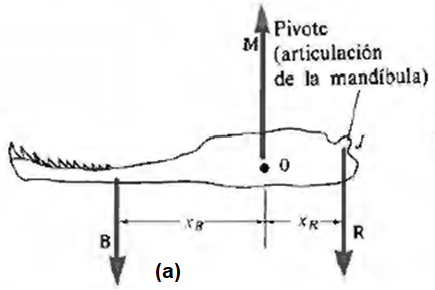 M
Pivote
(articulación
de la mandíbula)
J
O
x_B
x_R
B
R
(a)